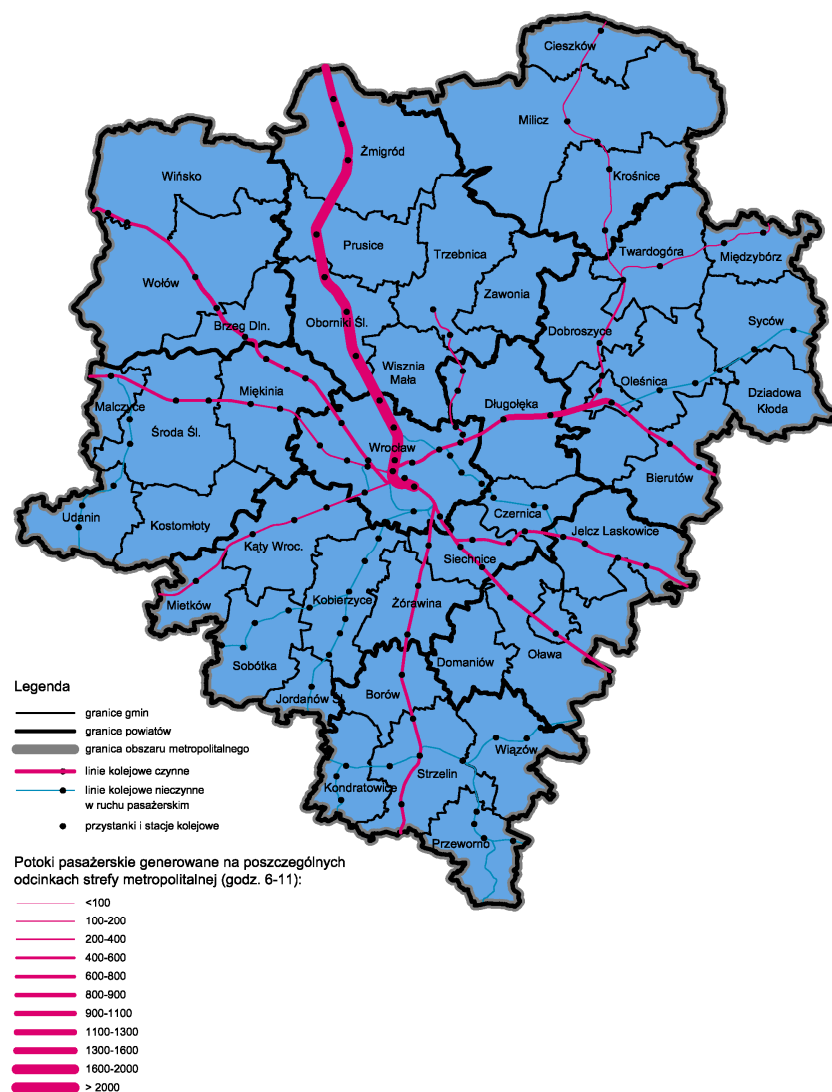 Cieszków
Milicz
Żmigród
Wińsko
Krośnice
Prusice
Trzebnica
Twardogóra
Międzybórz
Wołów
Zawonia
Brzeg Dln.
Oborniki Śl.
Dobroszyce
Syców
Wisznia
Mała
Oleśnica
Malczyce
Miękinia
Długołęka
Dziadowa
Kłoda
Środa Śl.
Wrocław
Bierutów
Udanin
Kostomłoty
Czernica
Jelcz Laskowice
Kąty Wroc.
Siechnice
Mietków
Kobierzyce
Żórawina
Sobótka
Domaniów
Oława
Jordanów Śl.
Borów
Wiązów
Strzelin
Kondratowice
Przeworno
Legenda
granice gmin
granice powiatów
granica obszaru metropolitalnego
linie kolejowe czynne
linie kolejowe nieczynne
w ruchu pasażerskim
przystanki i stacje kolejowe
Potoki pasażerskie generowane na poszczególnych
odcinkach strefy metropolitalnej (godz. 6-11):
<100
100-200
200-400
400-600
600-800
800-900
900-1100
1100-1300
1300-1600
1600-2000
> 2000